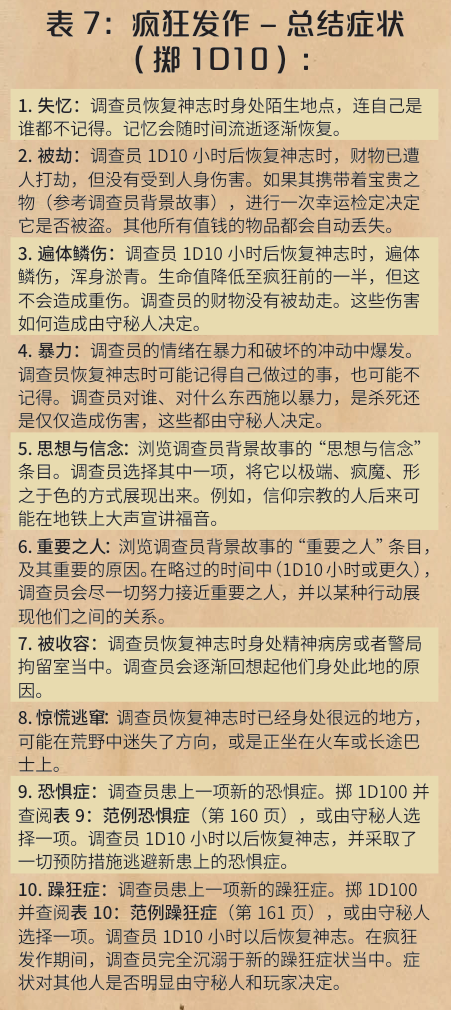 表 7：疯狂发作 – 总结症状
（掷 1D10）：
1. 失忆：调查员恢复神志时身处陌生地点，连自己是
谁都不记得。记忆会随时间流逝逐渐恢复。
2. 被劫：调查员 1D10 小时后恢复神志时，财物已遭
人打劫，但没有受到人身伤害。如果其携带着宝贵之
物（参考调查员背景故事），进行一次幸运检定决定
它是否被盗。其他所有值钱的物品都会自动丢失。
3. 遍体鳞伤：调查员 1D10 小时后恢复神志时，遍体
鳞伤，浑身淤青。生命值降低至疯狂前的一半，但这
不会造成重伤。调查员的财物没有被劫走。这些伤害
如何造成由守秘人决定。
4. 暴力：调查员的情绪在暴力和破坏的冲动中爆发。
调查员恢复神志时可能记得自己做过的事，也可能不
记得。调查员对谁、对什么东西施以暴力，是杀死还
是仅仅造成伤害，这些都由守秘人决定。
5. 思想与信念：浏览调查员背景故事的“思想与信念”
条目。调查员选择其中一项，将它以极端、疯魔、形
之于色的方式展现出来。例如，信仰宗教的人后来可
能在地铁上大声宣讲福音。
6. 重要之人：浏览调查员背景故事的“重要之人”条目，
及其重要的原因。在略过的时间中（1D10 小时或更久），
调查员会尽一切努力接近重要之人，并以某种行动展
现他们之间的关系。
7. 被收容：调查员恢复神志时身处精神病房或者警局
拘留室当中。调查员会逐渐回想起他们身处此地的原
因。
8. 惊慌逃窜：调查员恢复神志时已经身处很远的地方，
可能在荒野中迷失了方向，或是正坐在火车或长途巴
士上。
9. 恐惧症：调查员患上一项新的恐惧症。掷 1D100 并
查阅表 9：范例恐惧症（第 160 页），或由守秘人选
择一项。调查员 1D10 小时以后恢复神志，并采取了
一切预防措施逃避新患上的恐惧症。
10. 躁狂症：调查员患上一项新的躁狂症。掷 1D100
并查阅表 10：范例躁狂症（第 161 页），或由守秘人
选择一项。调查员 1D10 小时以后恢复神志。在疯狂
发作期间，调查员完全沉溺于新的躁狂症状当中。症
状对其他人是否明显由守秘人和玩家决定。